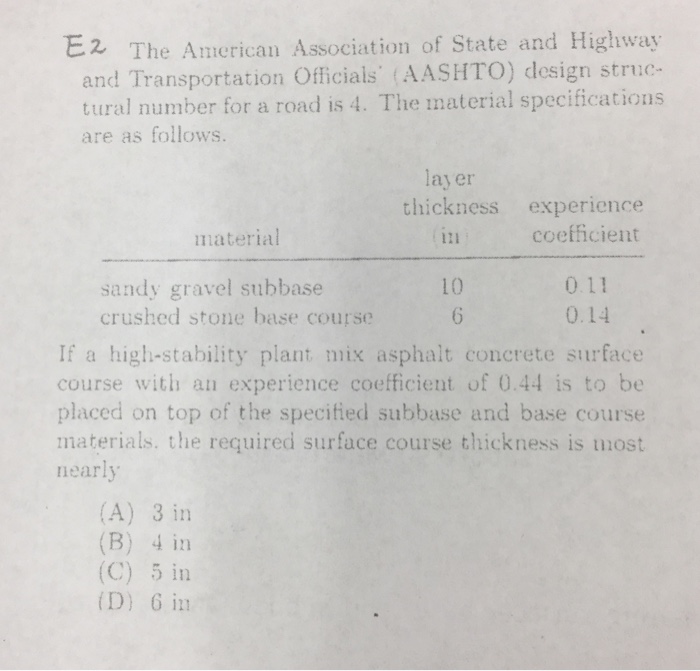 E2 The American Association of State and Highway
and Transportation Officials' (AASHTO) design struc-
tural number for a road is 4. The material specifications
are as follows.
layer
thickness experience
material (in) coefficient
sandy gravel subbase 10 0.11
crushed stone base course 6 0.14
If a high-stability plant mix asphalt concrete surface
course with an experience coefficient of 0.44 is to be
placed on top of the specified subbase and base course
materials, the required surface course thickness is most
nearly
(A) 3 in
(B) 4 in
(C) 5 in
(D) 6 in